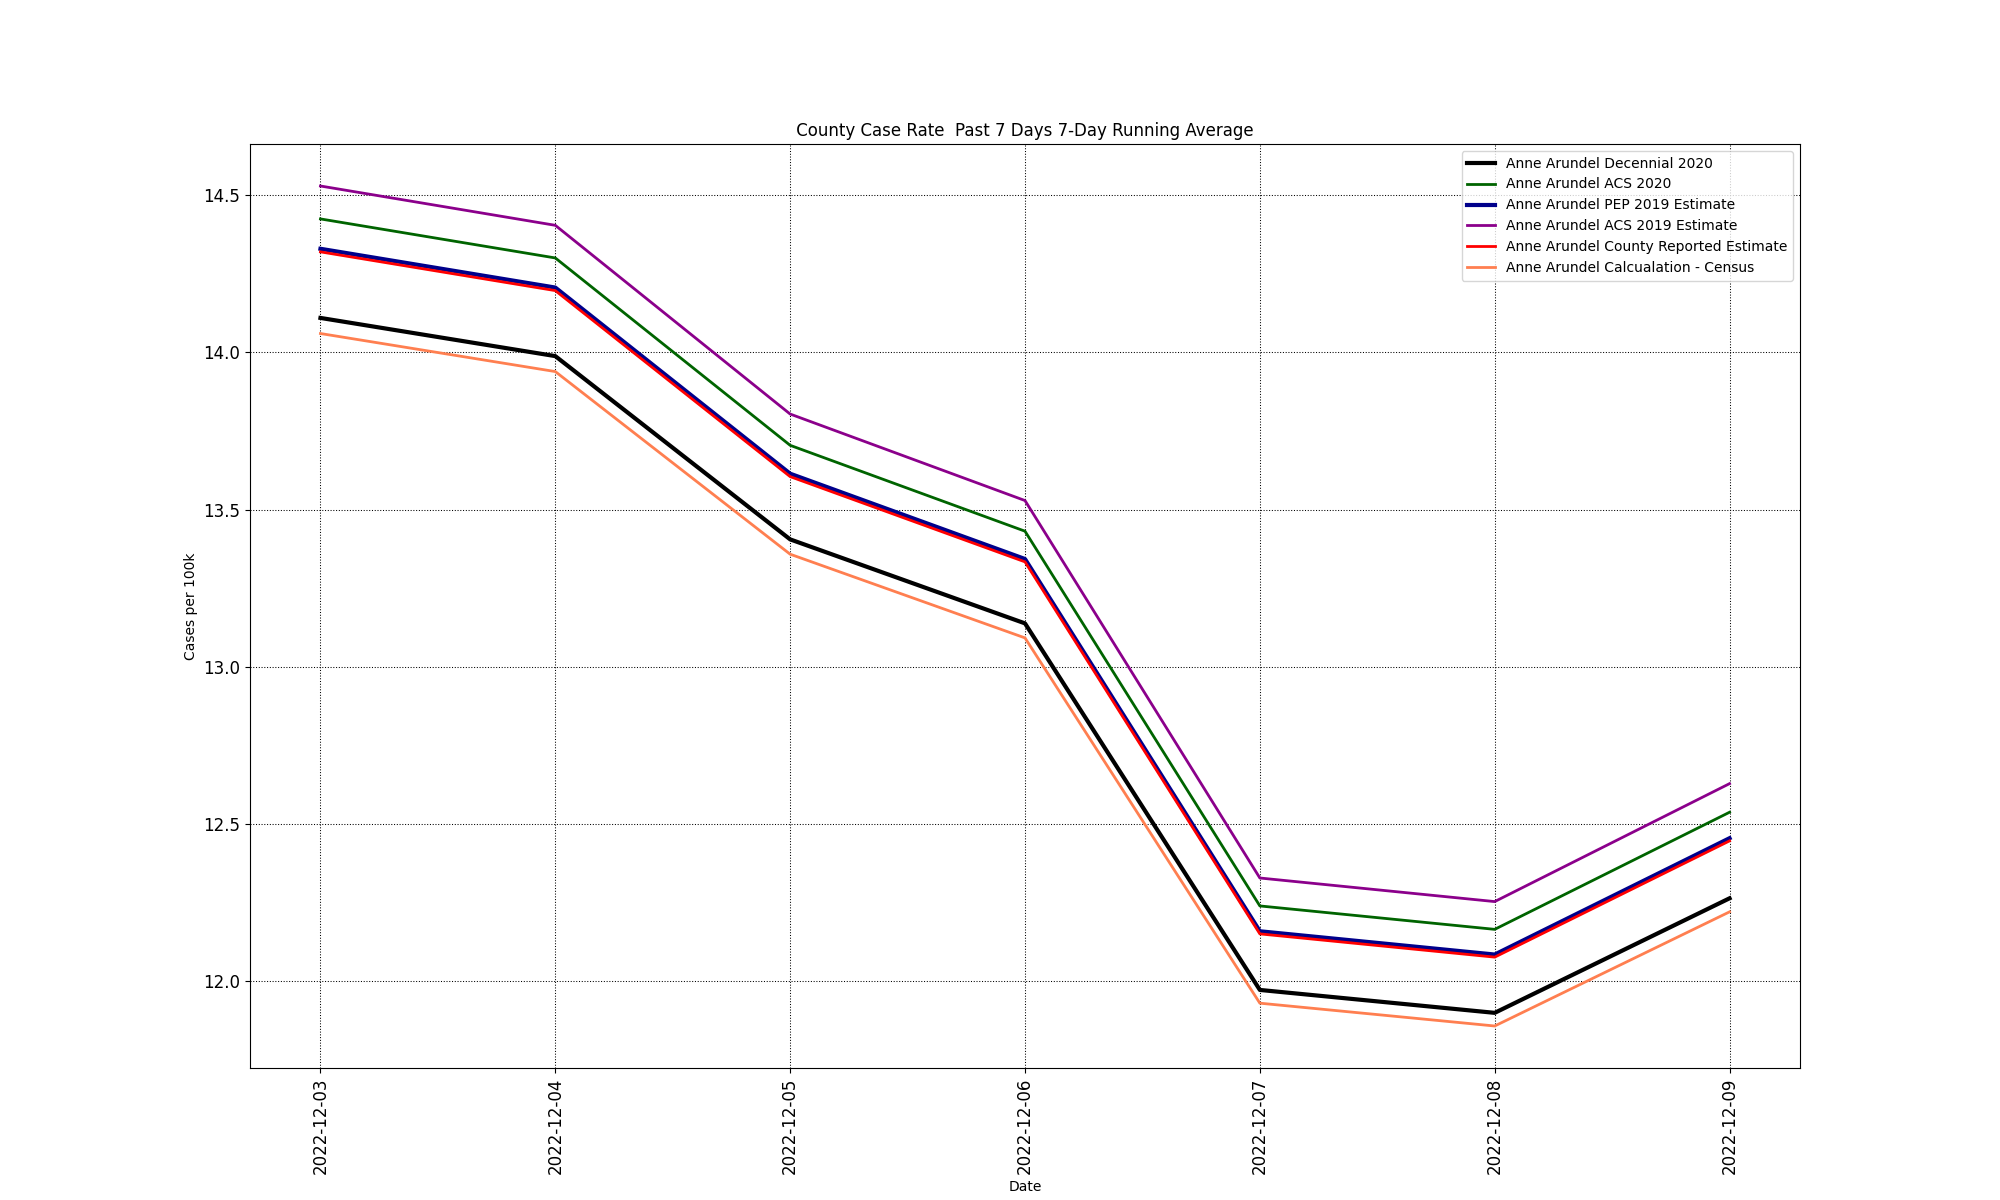 County Case Rate  Past 7 Days 7-Day Running Average
Anne Arundel Decennial 2020
Anne Arundel ACS 2020
Anne Arundel PEP 2019 Estimate
Anne Arundel ACS 2019 Estimate
Anne Arundel County Reported Estimate
Anne Arundel Calcualation - Census
14.5
14.0
13.5
13.0
12.5
12.0
Cases per 100k
2022-12-03
2022-12-04
2022-12-05
2022-12-06
2022-12-07
2022-12-08
2022-12-09
Date